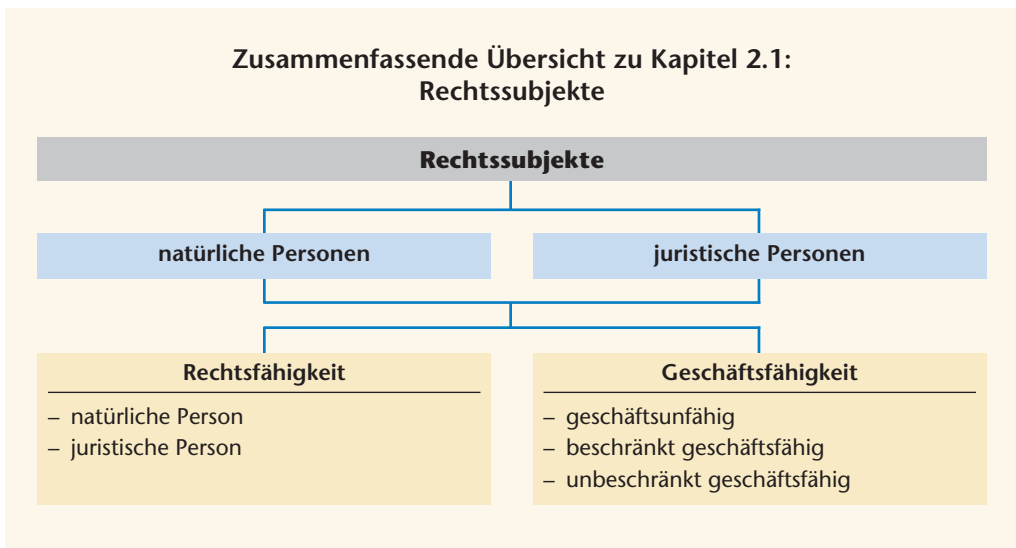 Zusammenfassende Übersicht zu Kapitel 2.1:
Rechtssubjekte
Rechtssubjekte
natürliche Personen
juristische Personen
Rechtsfähigkeit
– natürliche Person
– juristische Person
Geschäftsfähigkeit
– geschäftsunfähig
– beschränkt geschäftsfähig
– unbeschränkt geschäftsfähig